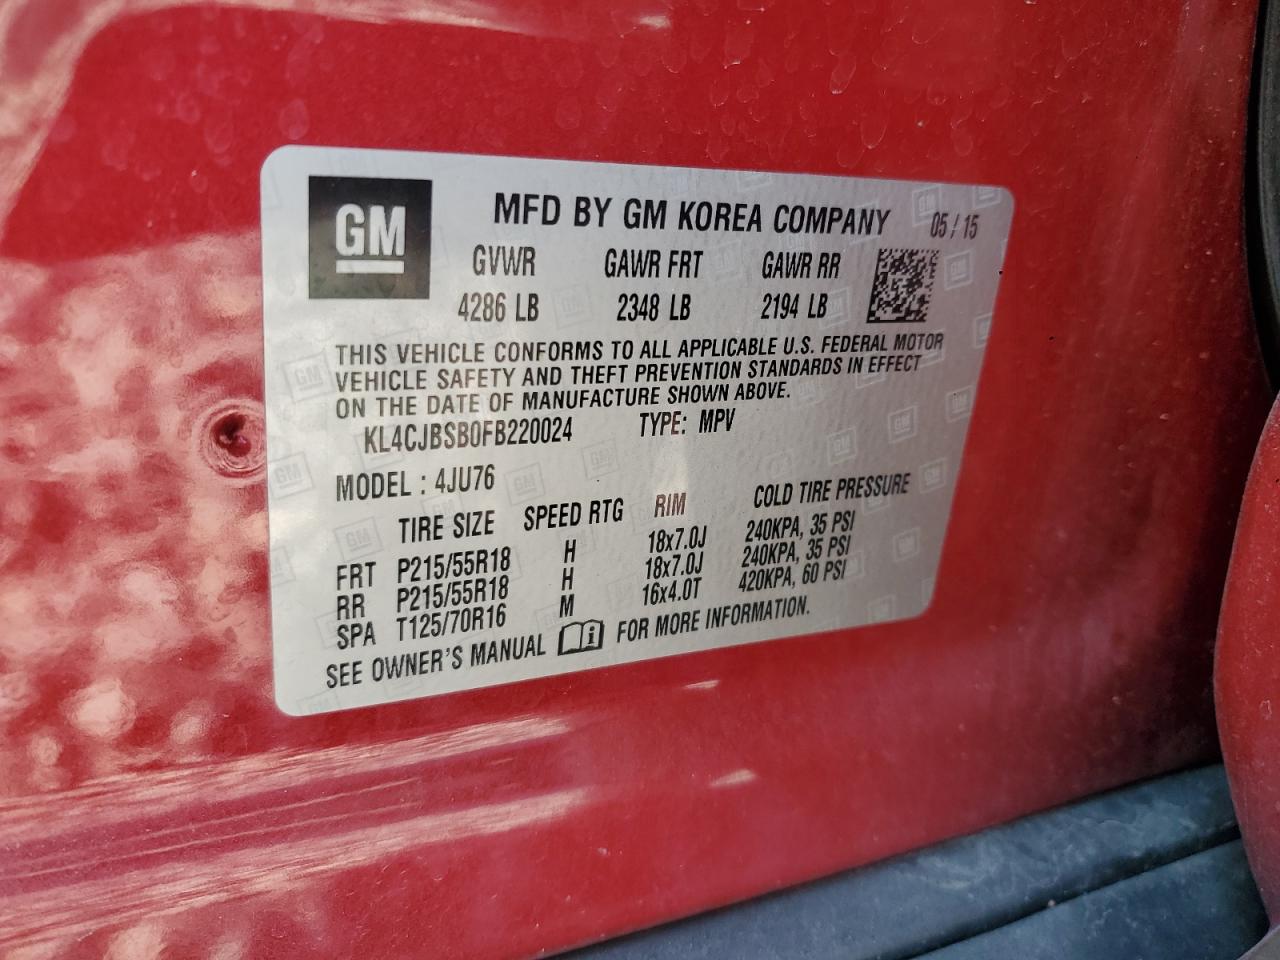 GM
MFD BY GM KOREA COMPANY 05 / 15
GVWR GAWR FRT GAWR RR
4286 LB 2348 LB 2194 LB
THIS VEHICLE CONFORMS TO ALL APPLICABLE U.S. FEDERAL MOTOR
VEHICLE SAFETY AND THEFT PREVENTION STANDARDS IN EFFECT
ON THE DATE OF MANUFACTURE SHOWN ABOVE.
KL4CJBSB0FB220024 TYPE: MPV
MODEL : 4JU76
TIRE SIZE SPEED RTG RIM COLD TIRE PRESSURE
FRT P215/55R18 H 18x7.0J 240KPA, 35 PSI
RR P215/55R18 H 18x7.0J 240KPA, 35 PSI
SPA T125/70R16 M 16x4.0T 420KPA, 60 PSI
SEE OWNER'S MANUAL FOR MORE INFORMATION.